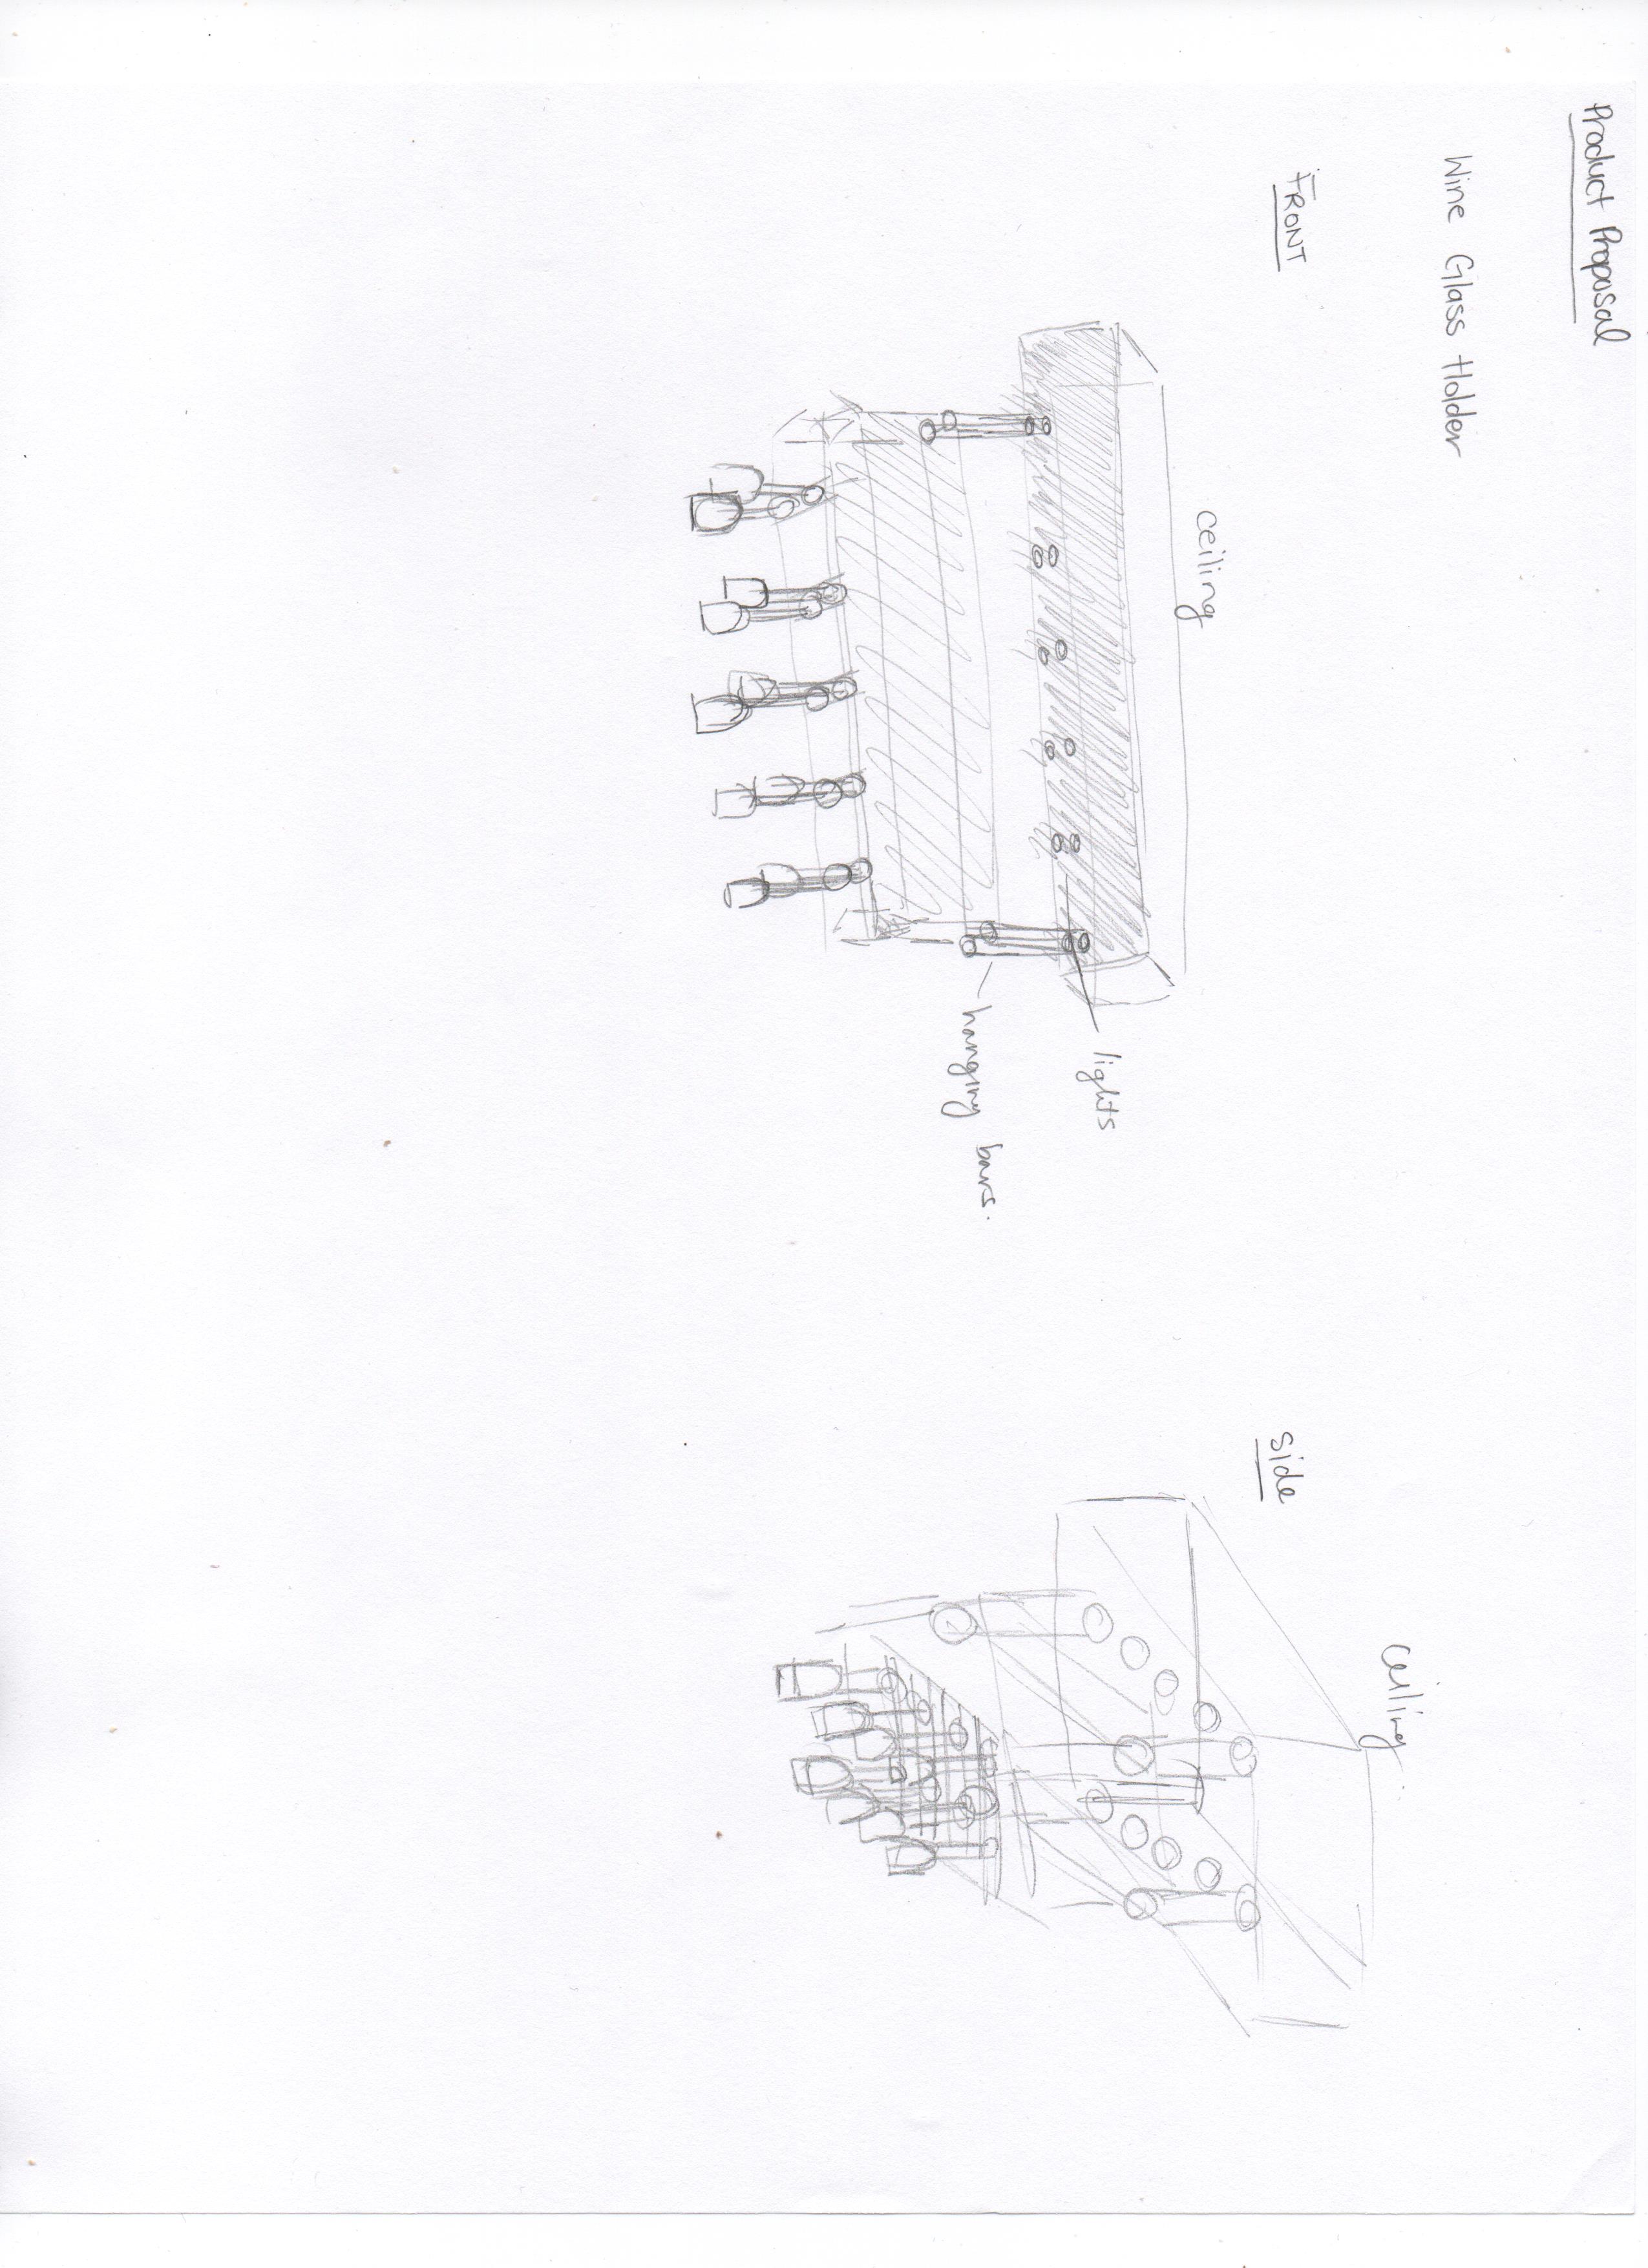 Product Proposal
Wine Glass Holder
FRONT
ceiling
lights
hanging bars.
ceiling
side